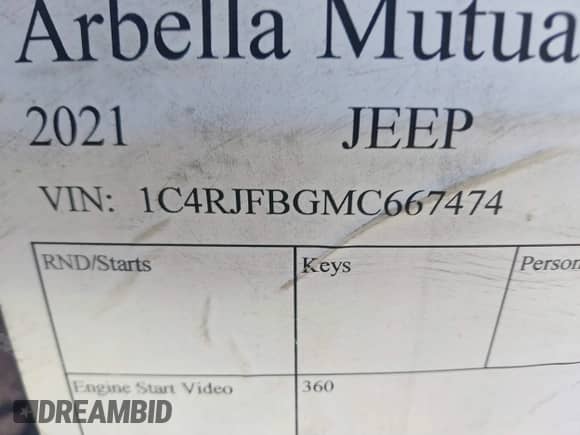 Arbella Mutua
2021 JEEP
VIN: 1C4RJFBGMC667474
RND/Starts Keys Person
Engine Start Video 360
DREAMBID